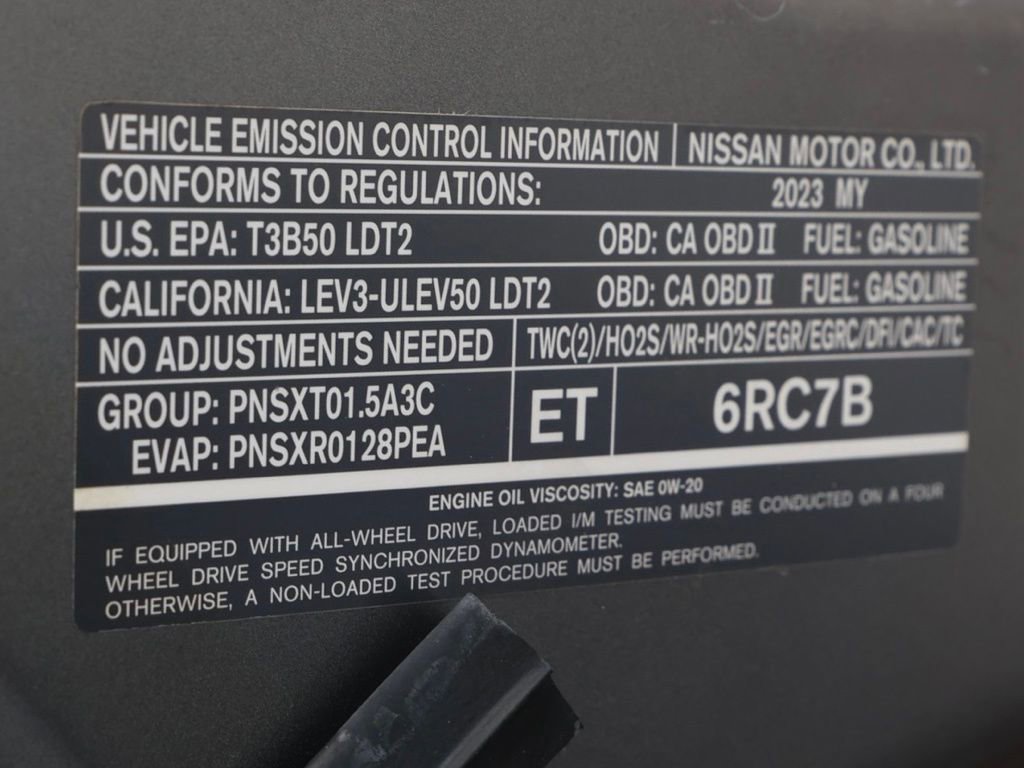 VEHICLE EMISSION CONTROL INFORMATION NISSAN MOTOR CO., LTD.
CONFORMS TO REGULATIONS: 2023 MY
U.S. EPA: T3B50 LDT2 OBD: CA OBD II FUEL: GASOLINE
CALIFORNIA: LEV3-ULEV50 LDT2 OBD: CA OBD II FUEL: GASOLINE
NO ADJUSTMENTS NEEDED TWC(2)/HO2S/WR-HO2S/EGR/EGRC/DFI/CAC/TC
GROUP: PNSXT01.5A3C
EVAP: PNSXR0128PEA
ET 6RC7B
ENGINE OIL VISCOSITY: SAE 0W-20
IF EQUIPPED WITH ALL-WHEEL DRIVE, LOADED I/M TESTING MUST BE CONDUCTED ON A FOUR
WHEEL DRIVE SPEED SYNCHRONIZED DYNAMOMETER.
OTHERWISE, A NON-LOADED TEST PROCEDURE MUST BE PERFORMED.